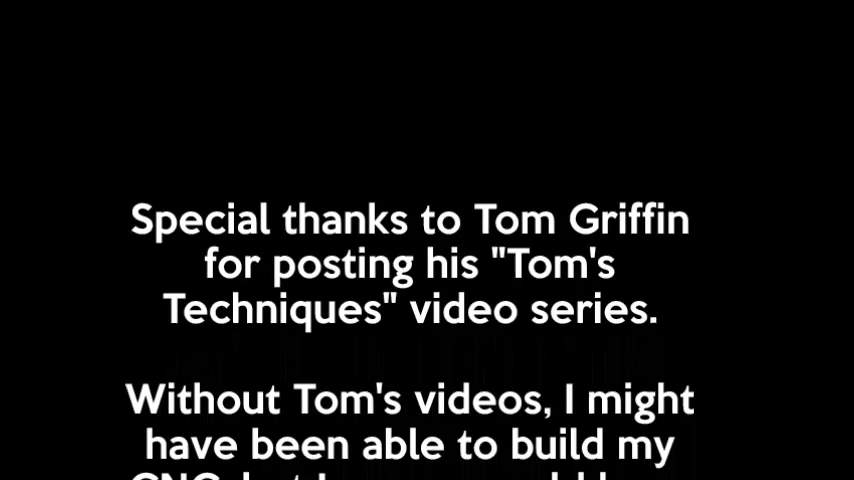 Special thanks to Tom Griffin
for posting his "Tom's
Techniques" video series.
Without Tom's videos, I might
have been able to build my